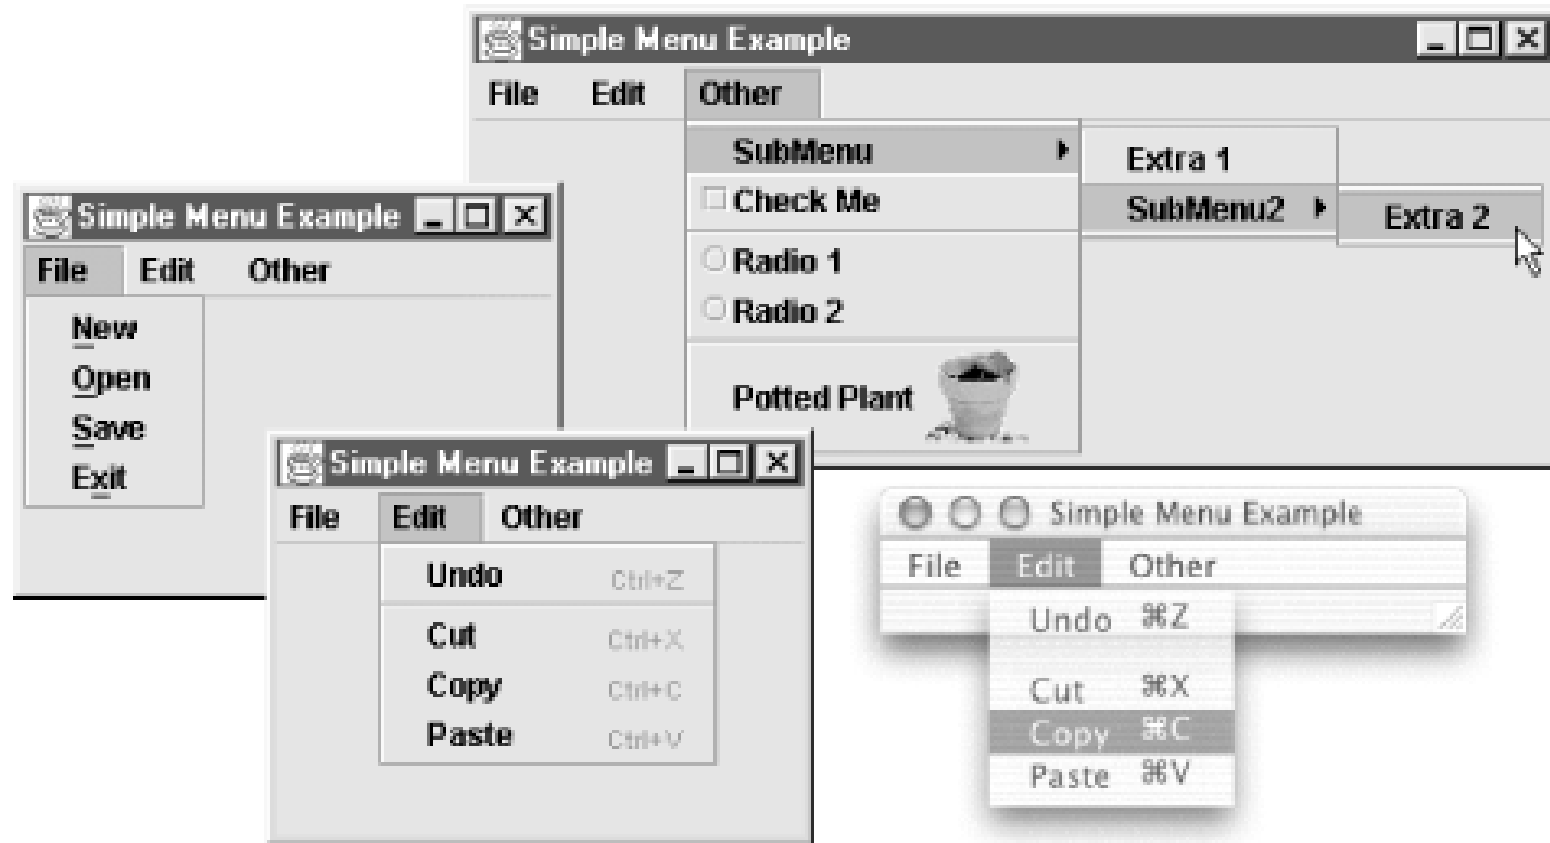 Simple Menu Example
File Edit Other
SubMenu
Check Me
Radio 1
Radio 2
Potted Plant
Extra 1
SubMenu2
Extra 2
Simple Menu Example
File Edit Other
New
Open
Save
Exit
Simple Menu Example
File Edit Other
Undo Ctrl+Z
Cut Ctrl+X
Copy Ctrl+C
Paste Ctrl+V
Simple Menu Example
File Edit Other
Undo ⌘Z
Cut ⌘X
Copy ⌘C
Paste ⌘V